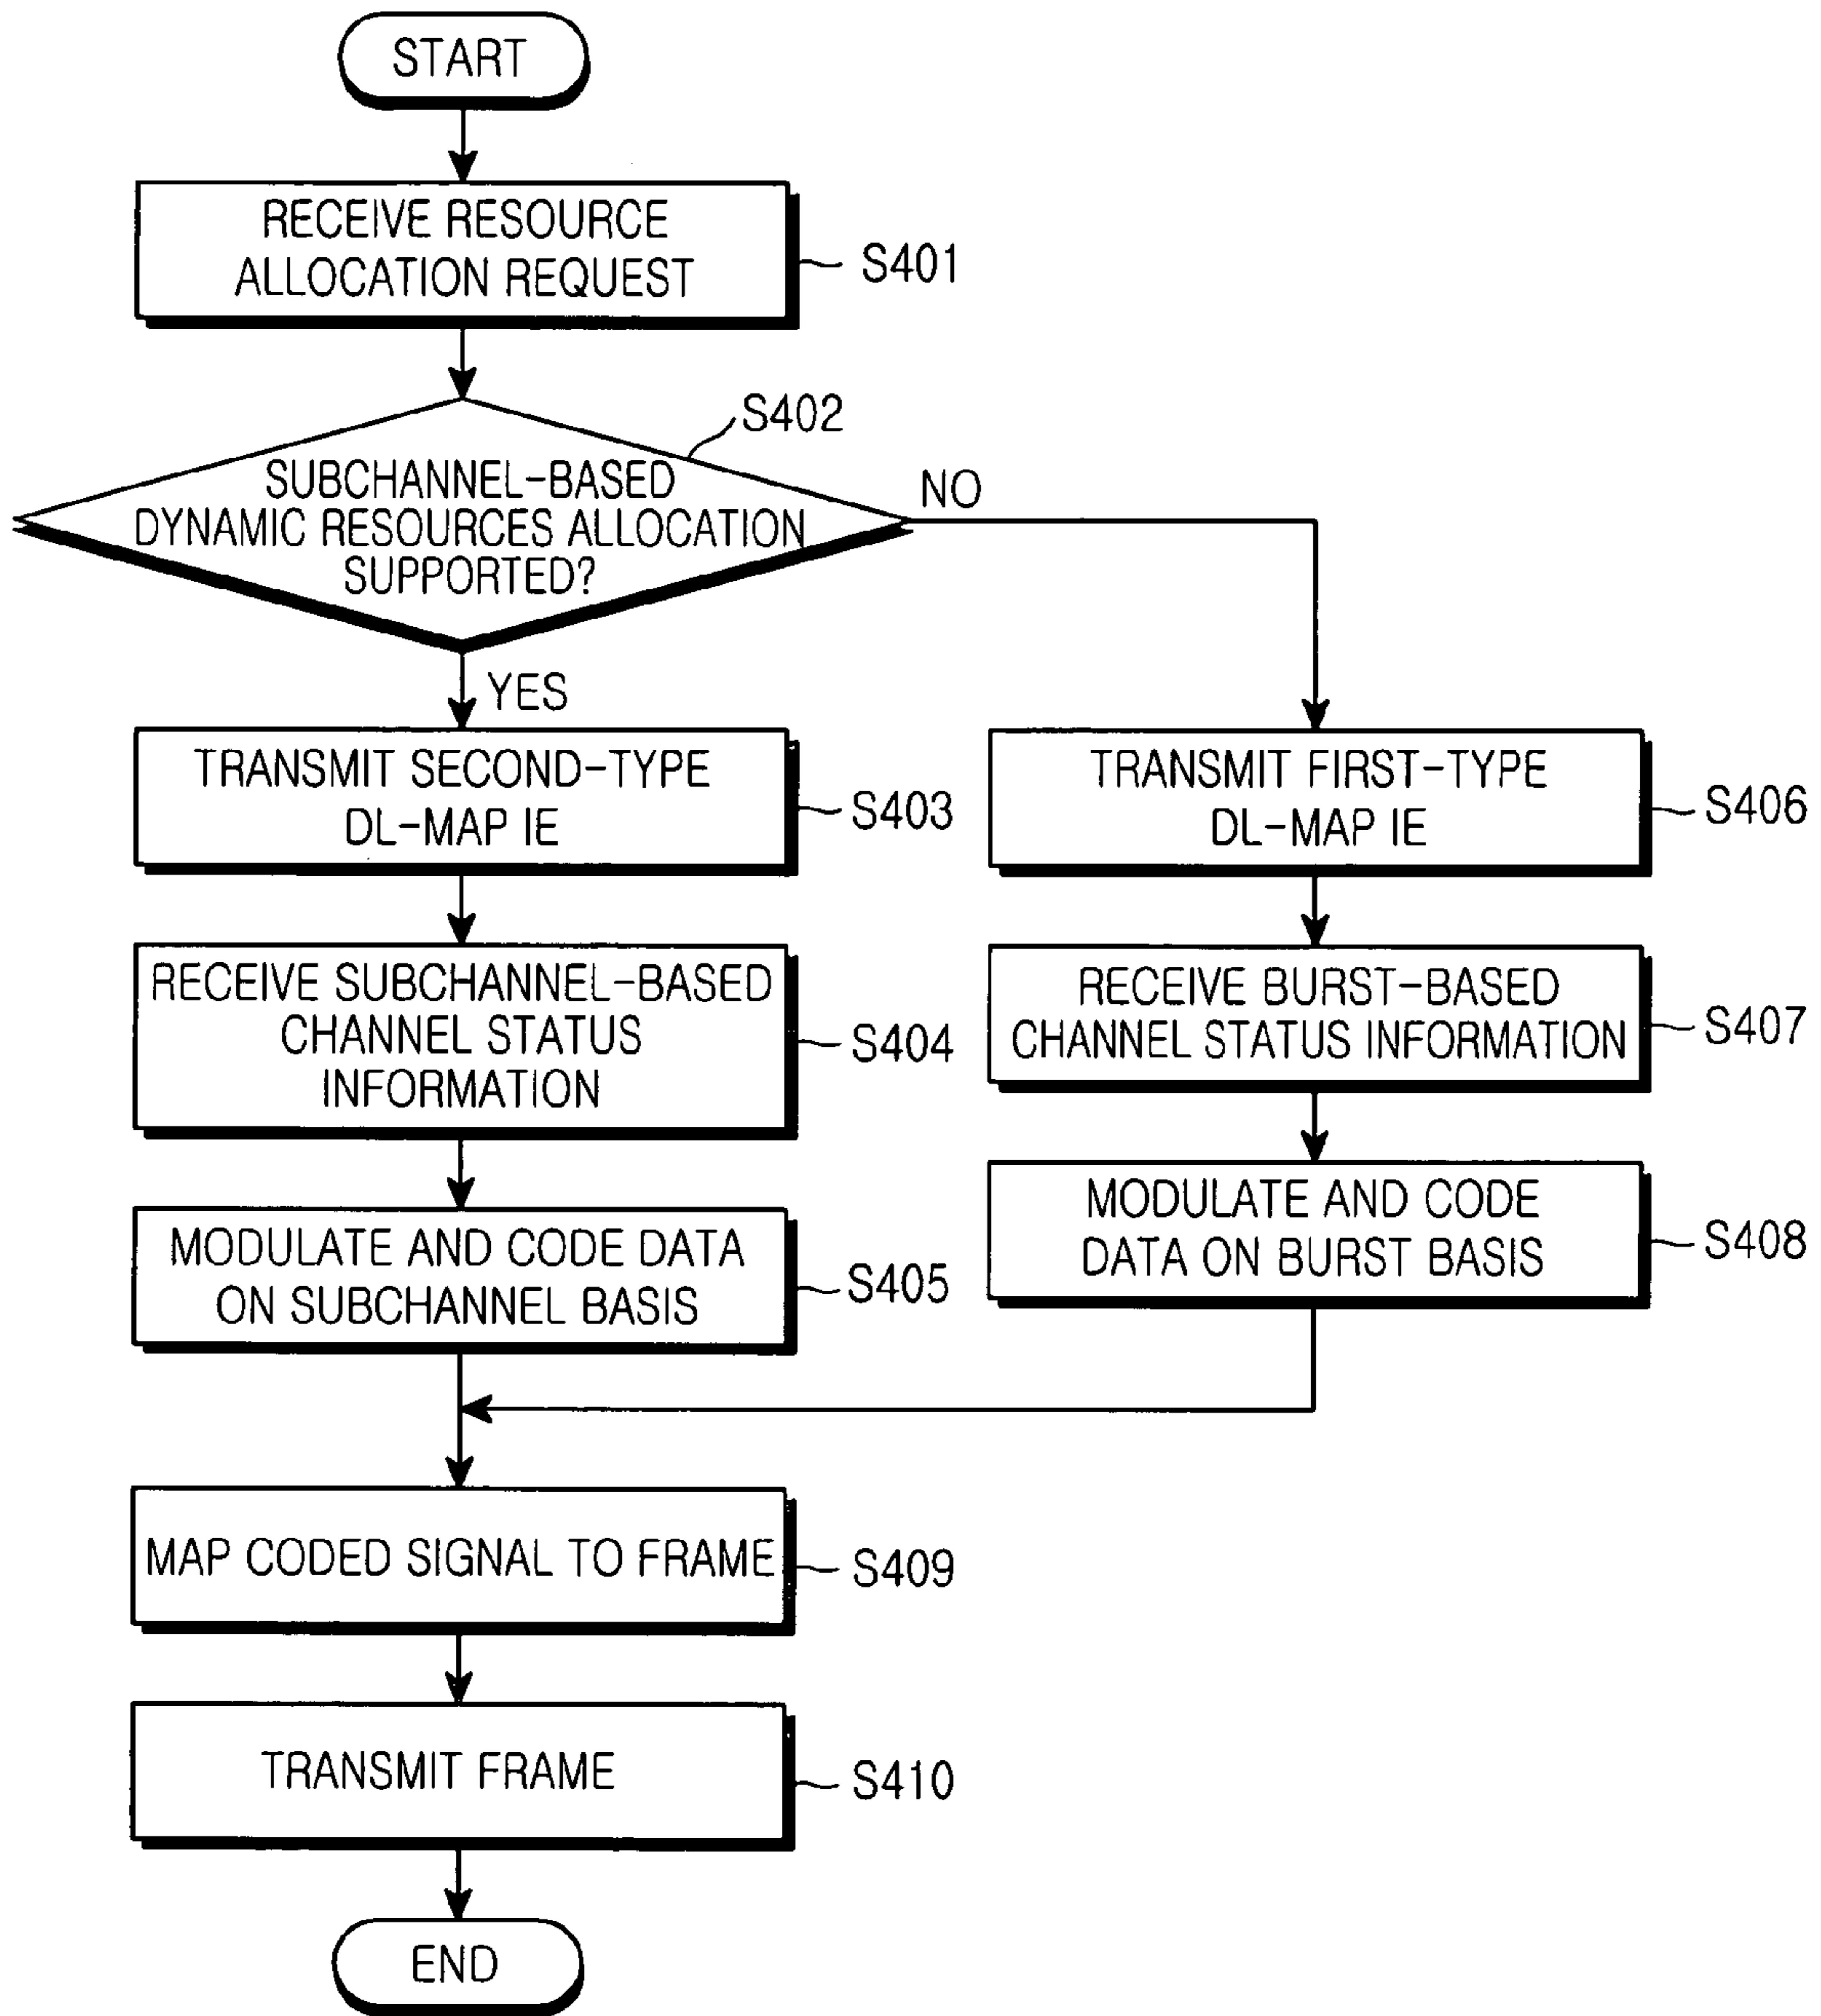 START
RECEIVE RESOURCE
ALLOCATION REQUEST
S401
S402
SUBCHANNEL-BASED
DYNAMIC RESOURCES ALLOCATION
SUPPORTED?
NO
YES
TRANSMIT SECOND-TYPE
DL-MAP IE
S403
TRANSMIT FIRST-TYPE
DL-MAP IE
S406
RECEIVE SUBCHANNEL-BASED
CHANNEL STATUS
INFORMATION
S404
RECEIVE BURST-BASED
CHANNEL STATUS INFORMATION
S407
MODULATE AND CODE DATA
ON SUBCHANNEL BASIS
S405
MODULATE AND CODE
DATA ON BURST BASIS
S408
MAP CODED SIGNAL TO FRAME
S409
TRANSMIT FRAME
S410
END